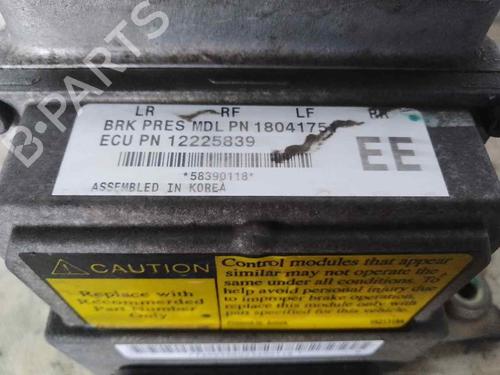 LR RF LF RR
BRK PRES MDL PN 1804175
ECU PN 12225839
EE
*58390118*
ASSEMBLED IN KOREA
CAUTION
Replace with
Recommended
Part Number
Only
Control modules that appear
similar may not operate the
same under all conditions. To
help avoid personal injury due
to improper brake operation,
replace this module only with
part specified for this vehicle.